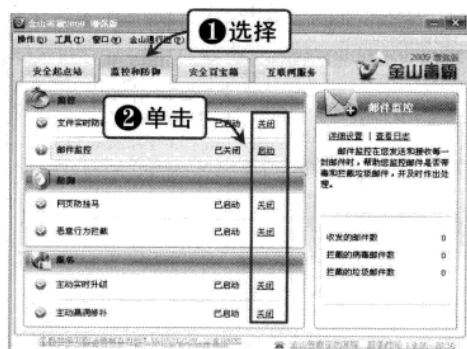 金山毒霸2009 增强版
操作(O) 工具(T) 窗口(W)
❶选择
安全起点站 监控和防御 安全百宝箱 互联网服务
2009 增强版
金山毒霸
监控
❷单击
文件实时防 已启动 关闭
邮件监控 已关闭 启动
防御
网页防挂马 已启动 关闭
恶意行为拦截 已启动 关闭
服务
主动实时升级 已启动 关闭
主动漏洞修补 已启动 关闭
邮件监控
详细设置 | 查看日志
邮件监控在您发送和接收每一
封邮件时,帮助您监控邮件是否带
毒和拦截垃圾邮件,并及时作出处
理。
收发的邮件数 0
拦截的病毒邮件数 0
拦截的垃圾邮件数 0